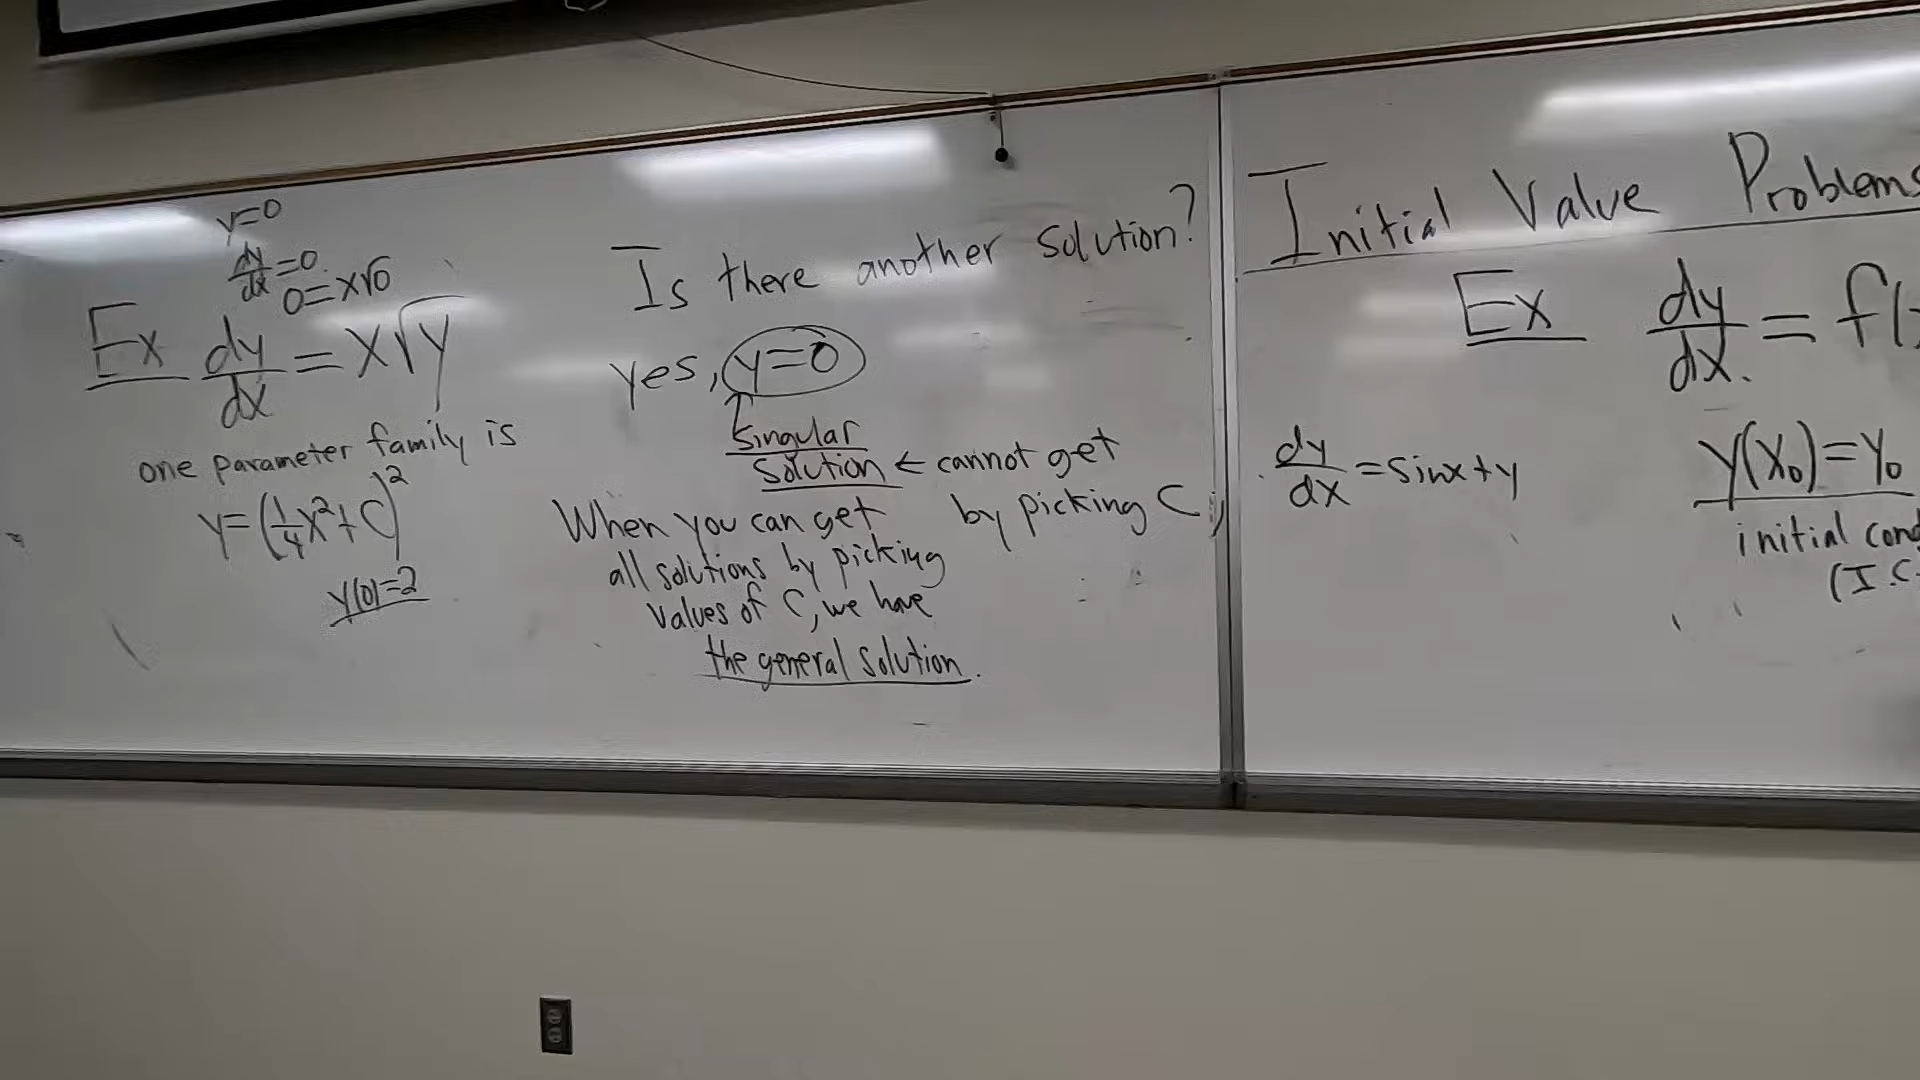 y=0
dy/dx=0
0=x√0
Ex dy/dx = x√y
one parameter family is
y=(1/4x²+C)²
y(0)=2
Is there another solution?
yes, y=0
Singular
Solution ← cannot get
by picking C
When you can get
all solutions by picking
values of C, we have
the general solution.
Initial Value Problems
Ex dy/dx = f(
dy/dx = sinx+y
y(x₀)=y₀
initial cond
(I.C.